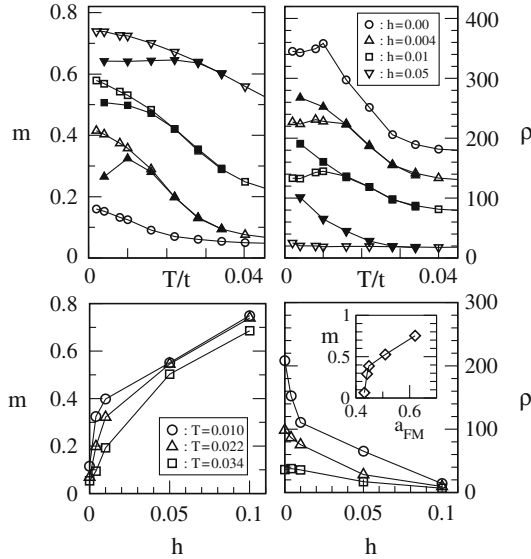 0.8
0.6
m 0.4
0.2
0
0 T/t 0.04
: h=0.00
: h=0.004
: h=0.01
: h=0.05
400
300
200 ρ
100
0
0 T/t 0.04
0.8
0.6
m 0.4
0.2
0
: T=0.010
: T=0.022
: T=0.034
0 0.05 0.1
h
1
m 0.5
0
0.4 0.6
a_FM
300
200 ρ
100
0
0 0.05 0.1
h